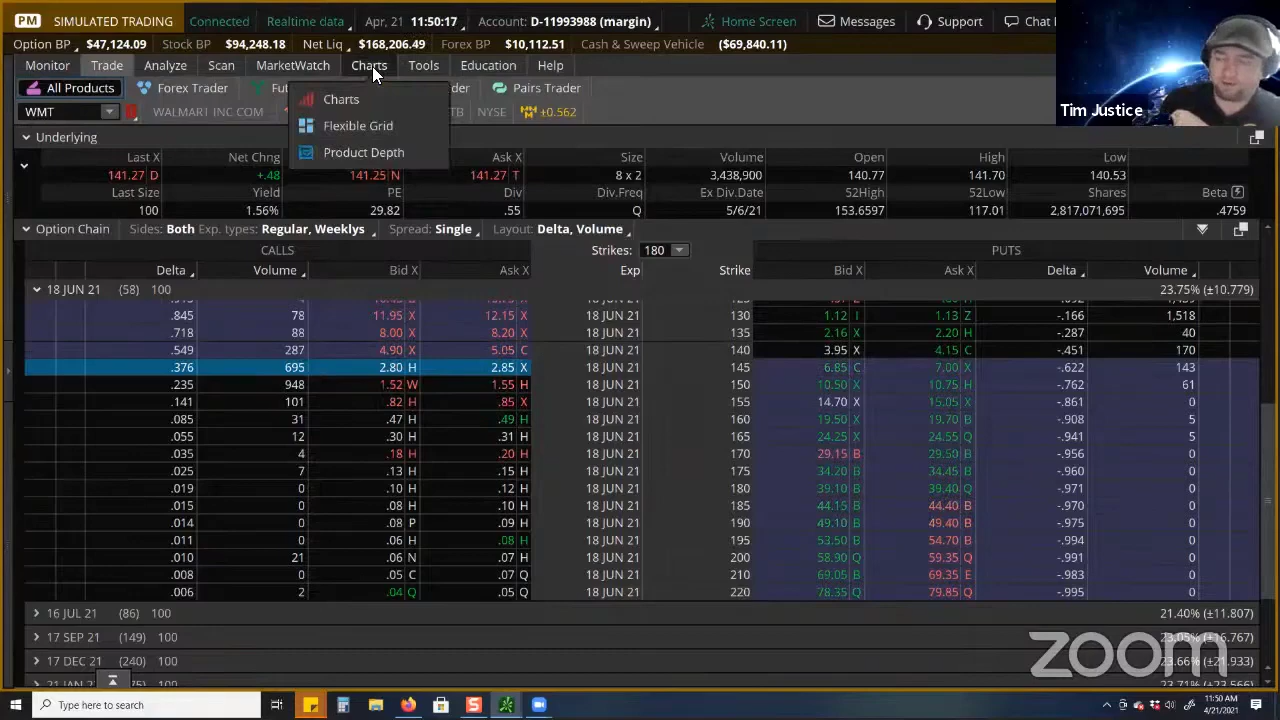 PM SIMULATED TRADING Connected Realtime data Apr, 21 11:50:17 Account: D-11993988 (margin) Home Screen Messages Support Chat
Option BP $47,124.09 Stock BP $94,248.18 Net Liq $168,206.49 Forex BP $10,112.51 Cash & Sweep Vehicle ($69,840.11)
Tim Justice
Monitor Trade Analyze Scan MarketWatch Charts Tools Education Help
All Products Forex Trader Pairs Trader
Charts
Flexible Grid
Product Depth
WMT WALMART INC COM NYSE ±0.562
Underlying
Last X Net Chng Ask X Size Volume Open High Low
141.27 D +.48 141.25 N 141.27 T 8 x 2 3,438,900 140.77 141.70 140.53
Last Size Yield PE Div Div.Freq Ex Div.Date 52High 52Low Shares Beta
100 1.56% 29.82 .55 Q 5/6/21 153.6597 117.01 2,817,071,695 .4759
Option Chain Sides: Both Exp. types: Regular, Weeklys Spread: Single Layout: Delta, Volume
CALLS Strikes: 180 PUTS
Delta Volume Bid X Ask X Exp Strike Bid X Ask X Delta Volume
18 JUN 21 (58) 100 23.75% (±10.779)
.845 78 11.95 X 12.15 X 18 JUN 21 130 1.12 I 1.13 Z -.166 1,518
.718 88 8.00 X 8.20 X 18 JUN 21 135 2.16 X 2.20 H -.287 40
.549 287 4.90 X 5.05 C 18 JUN 21 140 3.95 X 4.15 C -.451 170
.376 695 2.80 H 2.85 X 18 JUN 21 145 6.85 C 7.00 X -.622 143
.235 948 1.52 W 1.55 H 18 JUN 21 150 10.50 X 10.75 H -.762 61
.141 101 .82 H .85 X 18 JUN 21 155 14.70 X 15.05 X -.861 0
.085 31 .47 H .49 H 18 JUN 21 160 19.50 X 19.70 B -.908 5
.055 12 .30 H .31 H 18 JUN 21 165 24.25 X 24.55 Q -.941 5
.035 4 .18 H .20 H 18 JUN 21 170 29.15 B 29.50 B -.956 0
.025 7 .13 H .15 H 18 JUN 21 175 34.20 B 34.45 B -.960 0
.019 0 .10 H .12 H 18 JUN 21 180 39.10 B 39.40 Q -.971 0
.015 0 .08 H .10 H 18 JUN 21 185 44.15 B 44.40 B -.975 0
.014 0 .08 P .09 H 18 JUN 21 190 49.10 B 49.40 B -.974 0
.011 0 .06 H .08 H 18 JUN 21 195 53.50 B 54.70 B -.994 0
.010 21 .06 N .07 H 18 JUN 21 200 58.90 Q 59.35 Q -.991 0
.008 0 .05 C .07 Q 18 JUN 21 210 69.05 B 69.35 E -.983 0
.006 2 .04 Q .05 Q 18 JUN 21 220 78.35 Q 79.85 Q -.995 0
16 JUL 21 (86) 100 21.40% (±11.807)
17 SEP 21 (149) 100 23.05% (±16.767)
17 DEC 21 (240) 100 23.66% (±21.933)
zoom
Type here to search
11:50 AM
4/21/2021